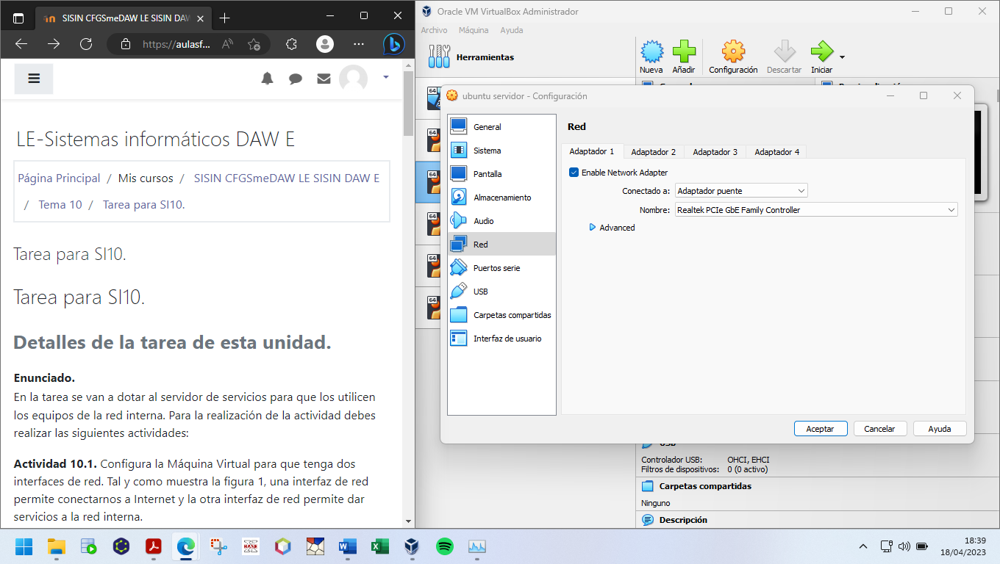 SISIN CFGSmeDAW LE SISIN DAW
https://aulasf...
LE-Sistemas informáticos DAW E
Página Principal / Mis cursos / SISIN CFGSmeDAW LE SISIN DAW E
/ Tema 10 / Tarea para SI10.
Tarea para SI10.
Tarea para SI10.
Detalles de la tarea de esta unidad.
Enunciado.
En la tarea se van a dotar al servidor de servicios para que los utilicen
los equipos de la red interna. Para la realización de la actividad debes
realizar las siguientes actividades:
Actividad 10.1. Configura la Máquina Virtual para que tenga dos
interfaces de red. Tal y como muestra la figura 1, una interfaz de red
permite conectarnos a Internet y la otra interfaz de red permite dar
servicios a la red interna.
Oracle VM VirtualBox Administrador
Archivo Máquina Ayuda
Herramientas
Nueva Añadir Configuración Descartar Iniciar
64
64
64
64
64
64
ubuntu servidor - Configuración
General
Sistema
Pantalla
Almacenamiento
Audio
Red
Puertos serie
USB
Carpetas compartidas
Interfaz de usuario
Red
Adaptador 1 Adaptador 2 Adaptador 3 Adaptador 4
Enable Network Adapter
Conectado a: Adaptador puente
Nombre: Realtek PCIe GbE Family Controller
Advanced
Aceptar Cancelar Ayuda
USB
Controlador USB: OHCI, EHCI
Filtros de dispositivos: 0 (0 activo)
Carpetas compartidas
Ninguno
Descripción
BASE
18:39
18/04/2023